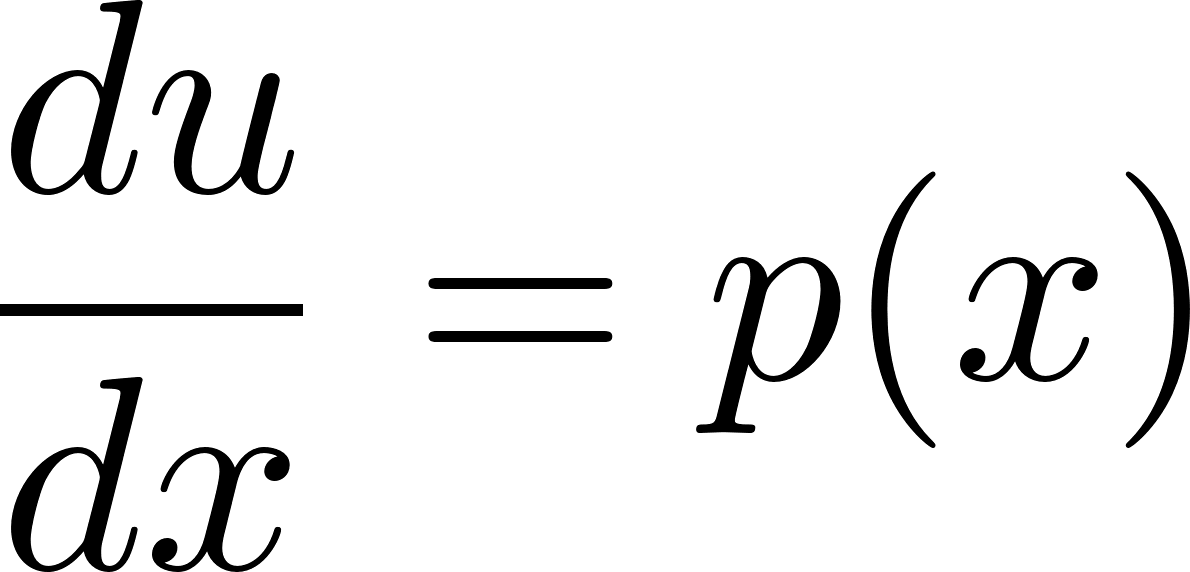 du/dx = p(x)